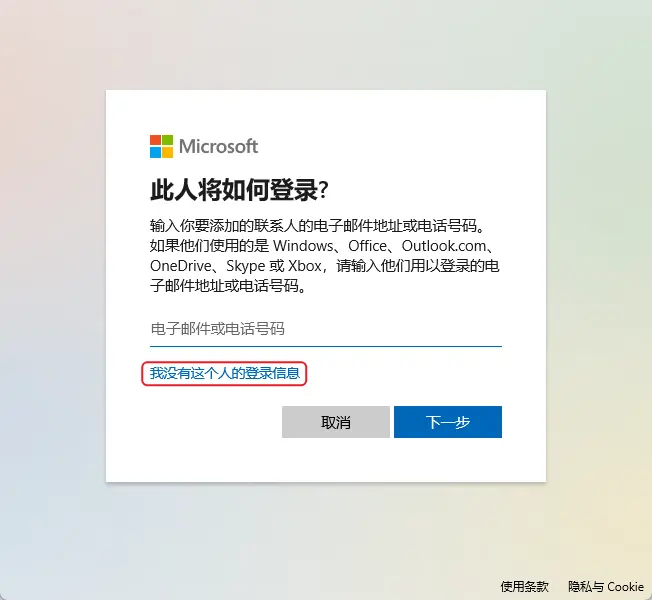 Microsoft
此人将如何登录?
输入你要添加的联系人的电子邮件地址或电话号码。
如果他们使用的是 Windows、Office、Outlook.com、
OneDrive、Skype 或 Xbox，请输入他们用以登录的电
子邮件地址或电话号码。
电子邮件或电话号码
我没有这个人的登录信息
取消 下一步
使用条款 隐私与 Cookie